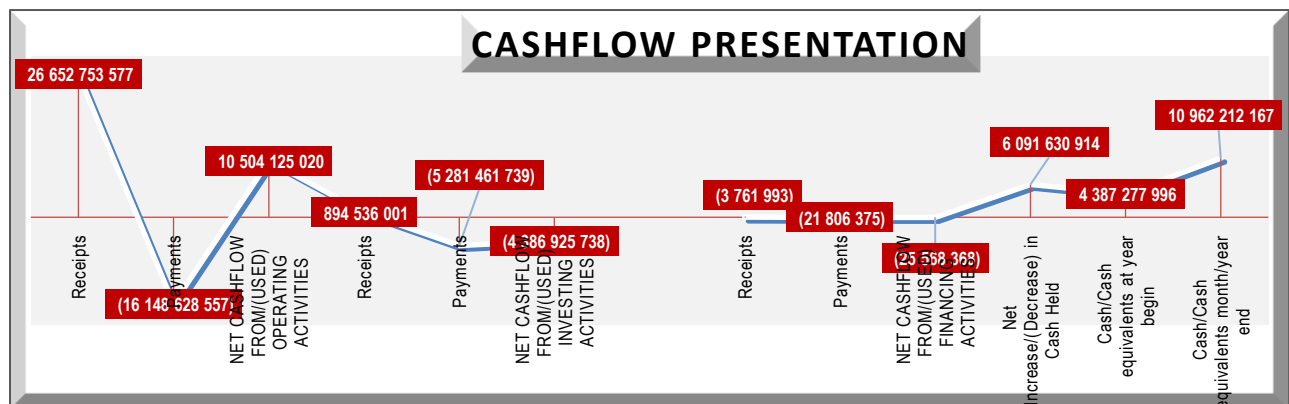 CASHFLOW PRESENTATION
26 652 753 577
(16 148 628 557)
10 504 125 020
894 536 001
(5 281 461 739)
(4 386 925 738)
(3 761 993)
(21 806 375)
(25 568 368)
6 091 630 914
4 387 277 996
10 962 212 167
Receipts
Payments
NET CASHFLOW
FROM/(USED)
OPERATING
ACTIVITIES
Receipts
Payments
NET CASHFLOW
FROM/(USED)
INVESTING
ACTIVITIES
Receipts
Payments
NET CASHFLOW
FROM/(USED)
FINANCING
ACTIVITIES
Net
Increase/(Decrease) in
Cash Held
Cash/Cash
equivalents at year
begin
Cash/Cash
equivalents month/year
end